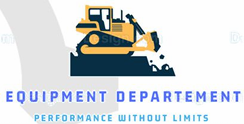 EQUIPMENT DEPARTEMENT
PERFORMANCE WITHOUT LIMITS